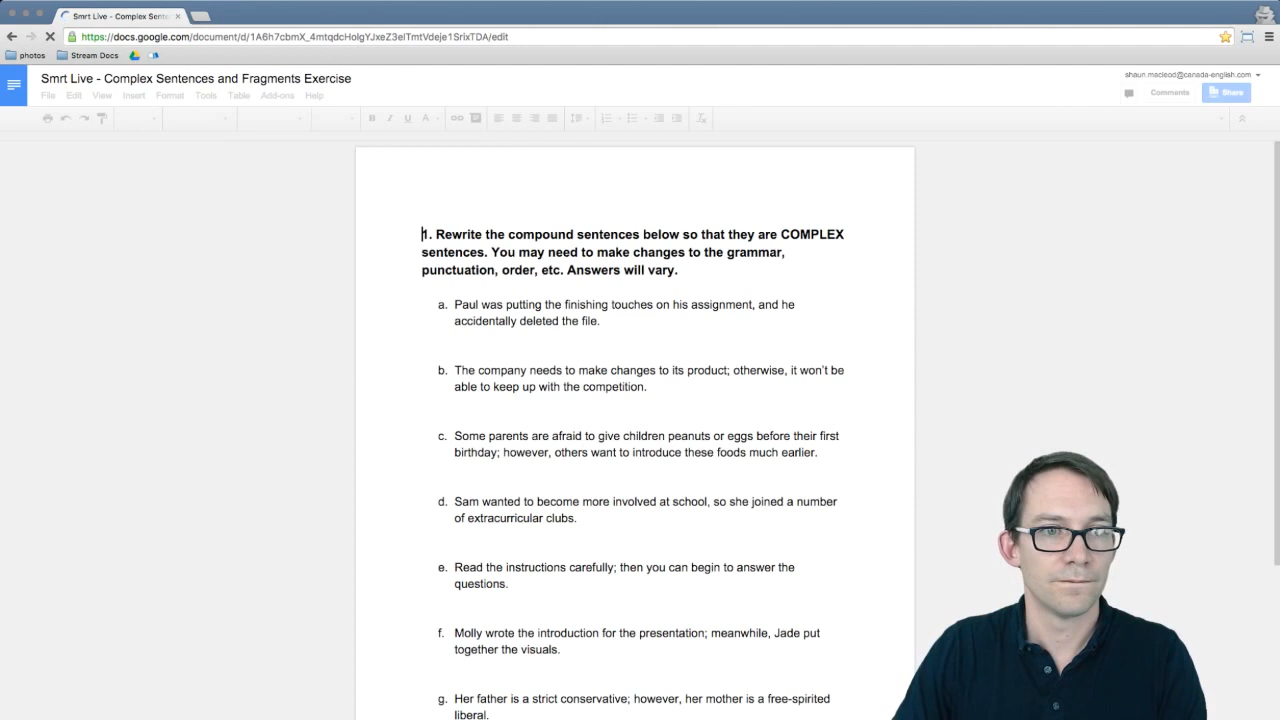 Smrt Live - Complex Sente
https://docs.google.com/document/d/1A6h7cbmX_4mtqdcHolgYJxeZ3elTmtVdeje1SrixTDA/edit
photos Stream Docs
Smrt Live - Complex Sentences and Fragments Exercise
shaun.macleod@canada-english.com
File Edit View Insert Format Tools Table Add-ons Help
Comments Share
1. Rewrite the compound sentences below so that they are COMPLEX
sentences. You may need to make changes to the grammar,
punctuation, order, etc. Answers will vary.
a. Paul was putting the finishing touches on his assignment, and he
accidentally deleted the file.
b. The company needs to make changes to its product; otherwise, it won't be
able to keep up with the competition.
c. Some parents are afraid to give children peanuts or eggs before their first
birthday; however, others want to introduce these foods much earlier.
d. Sam wanted to become more involved at school, so she joined a number
of extracurricular clubs.
e. Read the instructions carefully; then you can begin to answer the
questions.
f. Molly wrote the introduction for the presentation; meanwhile, Jade put
together the visuals.
g. Her father is a strict conservative; however, her mother is a free-spirited
liberal.